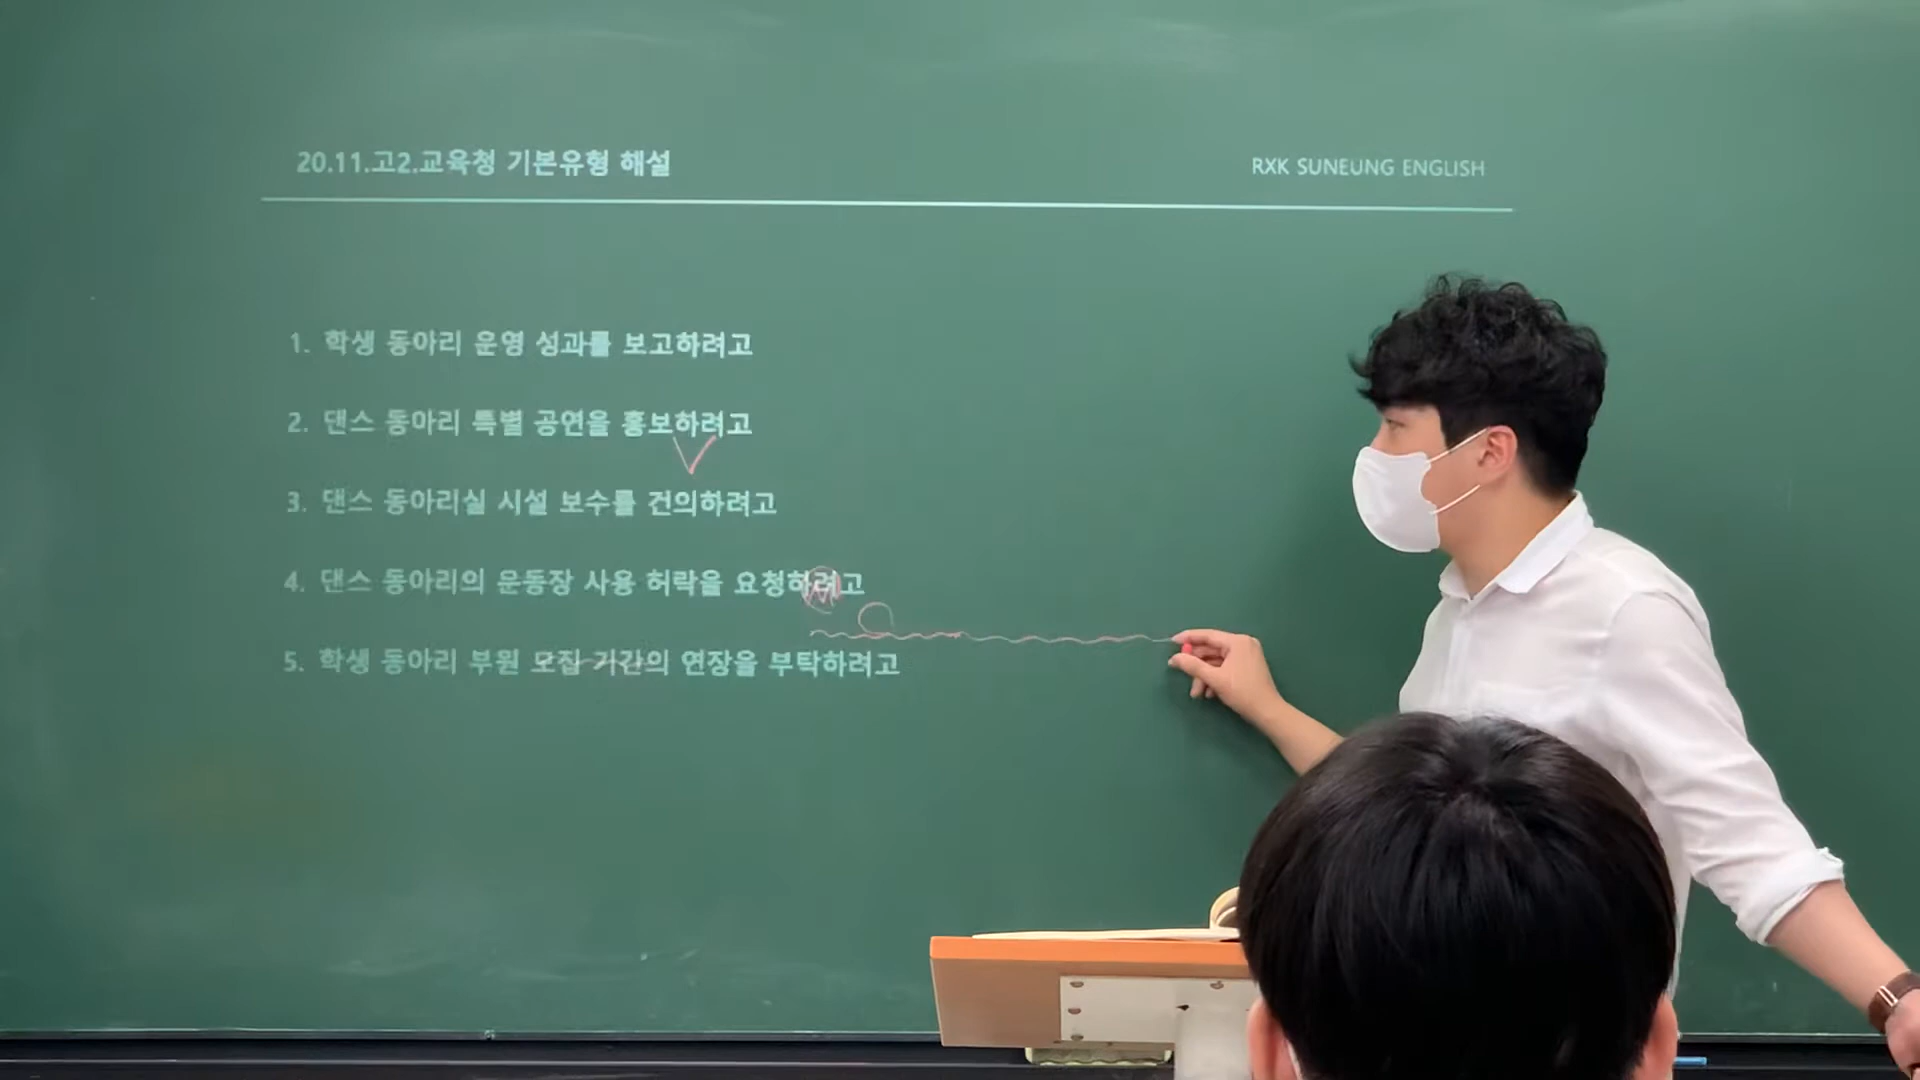 20.11.고2.교육청 기본유형 해설
RXK SUNEUNG ENGLISH
1. 학생 동아리 운영 성과를 보고하려고
2. 댄스 동아리 특별 공연을 홍보하려고
3. 댄스 동아리실 시설 보수를 건의하려고
4. 댄스 동아리의 운동장 사용 허락을 요청하려고
5. 학생 동아리 부원 모집 기간의 연장을 부탁하려고